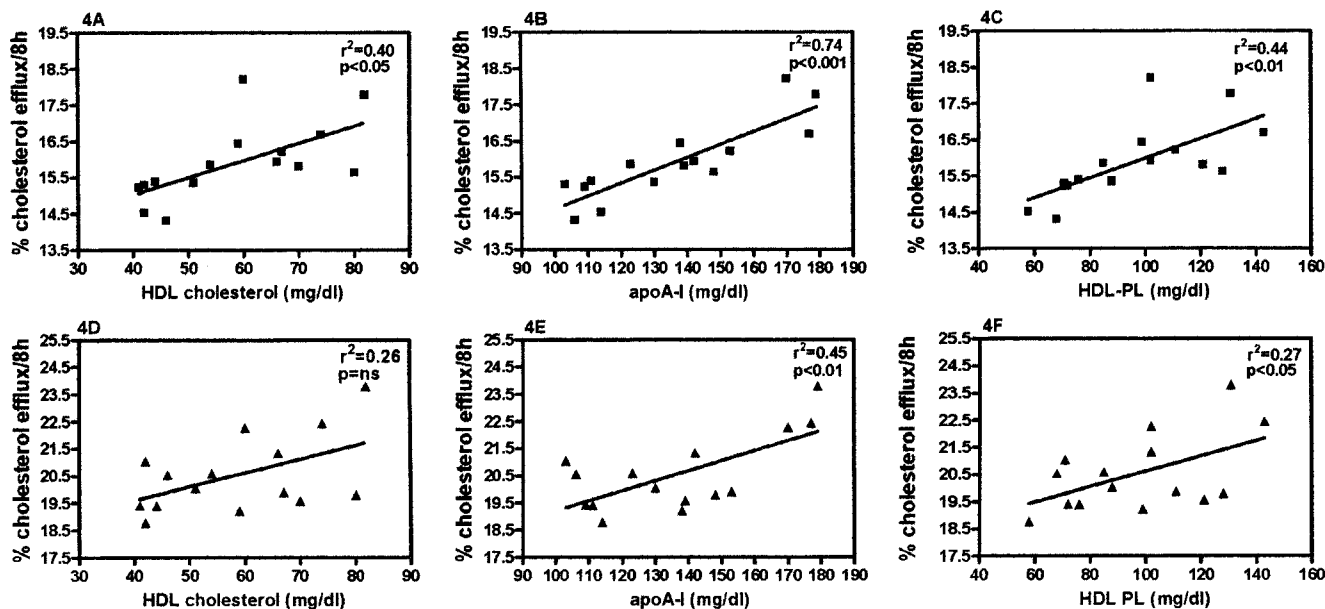 4A
r²=0.40
p<0.05
% cholesterol efflux/8h
19.5
18.5
17.5
16.5
15.5
14.5
13.5
30 40 50 60 70 80 90
HDL cholesterol (mg/dl)
4B
r²=0.74
p<0.001
% cholesterol efflux/8h
19.5
18.5
17.5
16.5
15.5
14.5
13.5
90 100 110 120 130 140 150 160 170 180 190
apoA-I (mg/dl)
4C
r²=0.44
p<0.01
% cholesterol efflux/8h
19.5
18.5
17.5
16.5
15.5
14.5
13.5
40 60 80 100 120 140 160
HDL-PL (mg/dl)
4D
r²=0.26
p=ns
% cholesterol efflux/8h
25.5
24.5
23.5
22.5
21.5
20.5
19.5
18.5
17.5
30 40 50 60 70 80 90
HDL cholesterol (mg/dl)
4E
r²=0.45
p<0.01
% cholesterol efflux/8h
25.5
24.5
23.5
22.5
21.5
20.5
19.5
18.5
17.5
90 100 110 120 130 140 150 160 170 180 190
apoA-I (mg/dl)
4F
r²=0.27
p<0.05
% cholesterol efflux/8h
25.5
24.5
23.5
22.5
21.5
20.5
19.5
18.5
17.5
40 60 80 100 120 140 160
HDL PL (mg/dl)